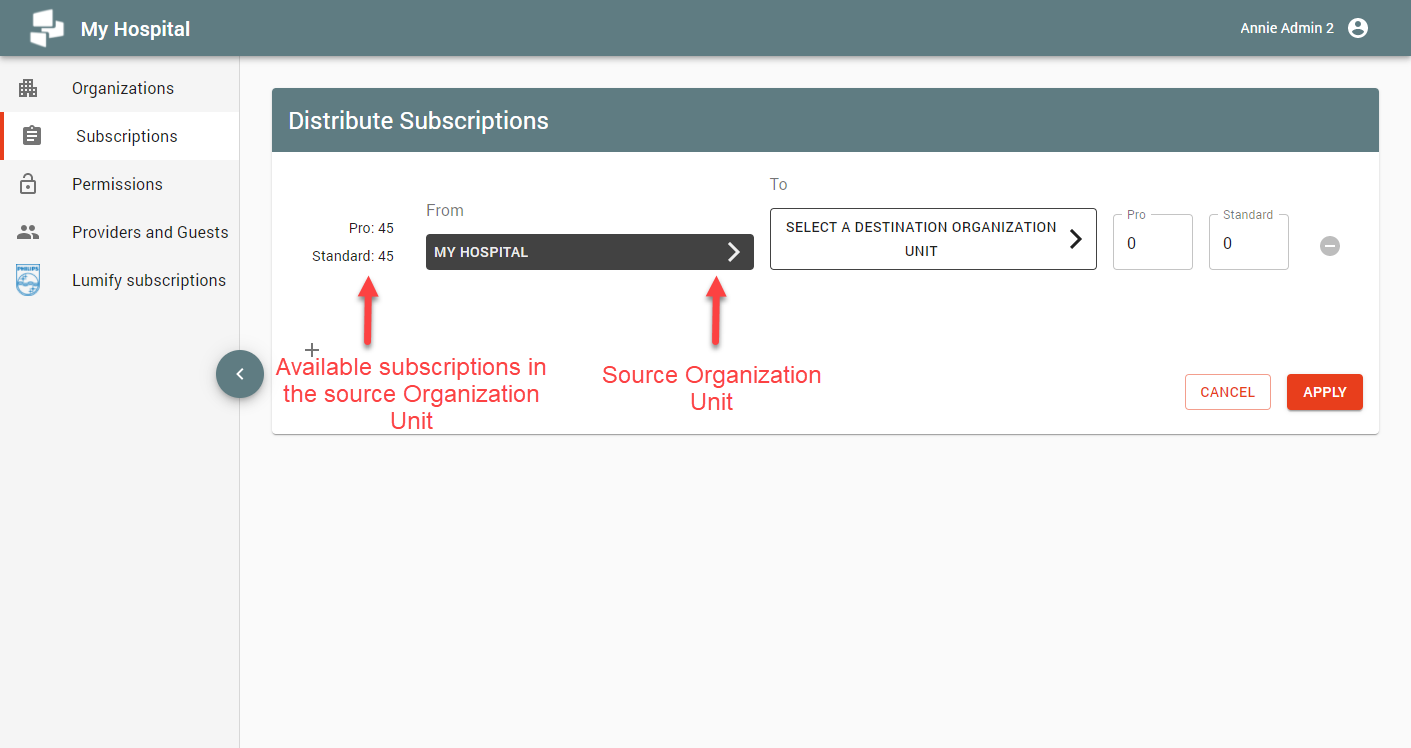 My Hospital
Annie Admin 2
Organizations
Subscriptions
Permissions
Providers and Guests
PHILIPS
Lumify subscriptions
Distribute Subscriptions
Pro: 45
Standard: 45
From
MY HOSPITAL
To
SELECT A DESTINATION ORGANIZATION
UNIT
Pro
0
Standard
0
Available subscriptions in
the source Organization
Unit
Source Organization
Unit
CANCEL
APPLY